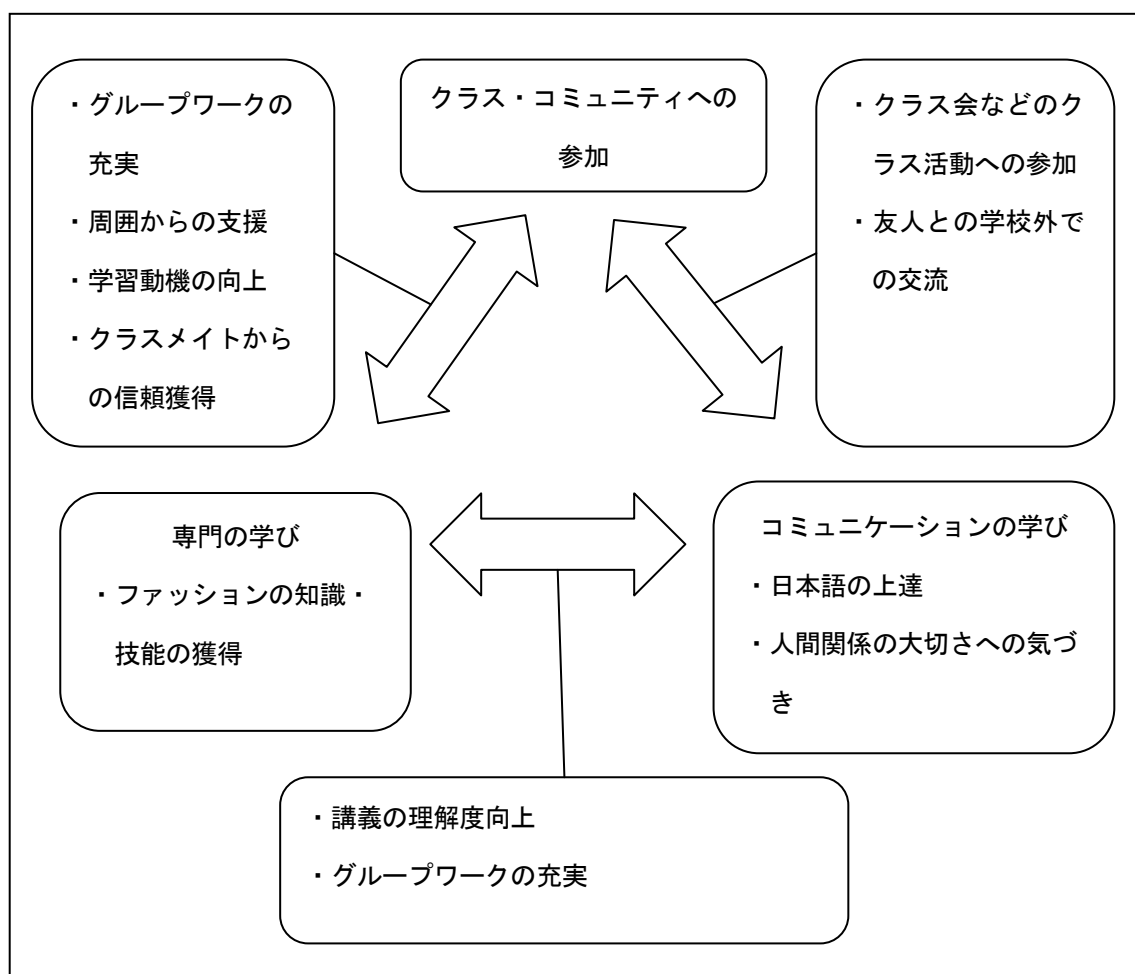 ・グループワークの
充実
・周囲からの支援
・学習動機の向上
・クラスメイトから
の信頼獲得
クラス・コミュニティへの
参加
・クラス会などのク
ラス活動への参加
・友人との学校外で
の交流
専門の学び
・ファッションの知識・
技能の獲得
コミュニケーションの学び
・日本語の上達
・人間関係の大切さへの気づ
き
・講義の理解度向上
・グループワークの充実